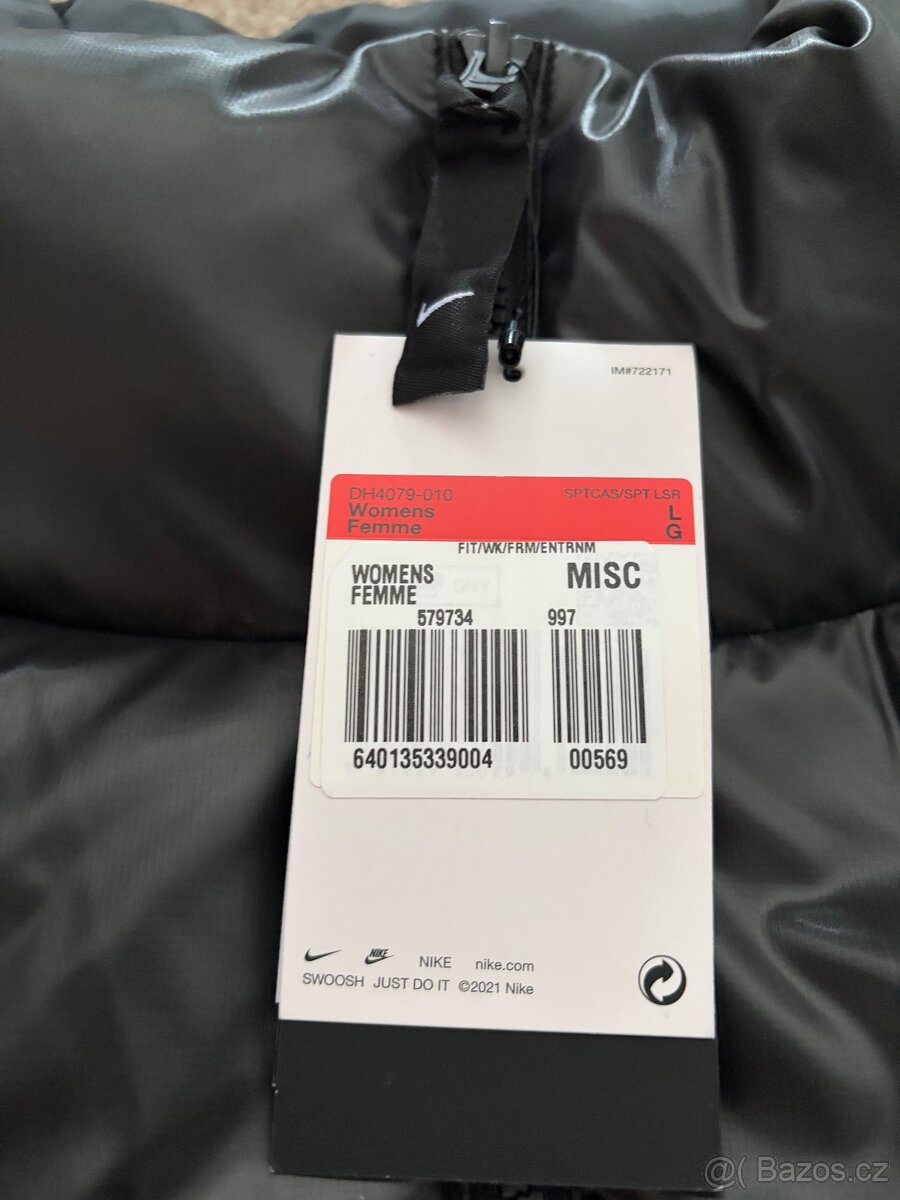 IM#722171
DH4079-010 SPTCAS/SPT LSR
Womens L
Femme G
FIT/WK/FRM/ENTRNM
WOMENS MISC
FEMME
579734 997
640135339004 00569
NIKE
NIKE nike.com
SWOOSH JUST DO IT ©2021 Nike
@( Bazos.cz